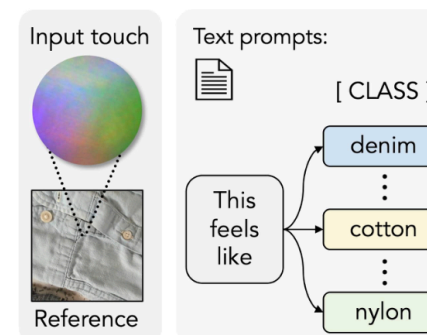 Input touch
Reference
Text prompts:
[ CLASS ]
This
feels
like
denim
cotton
nylon